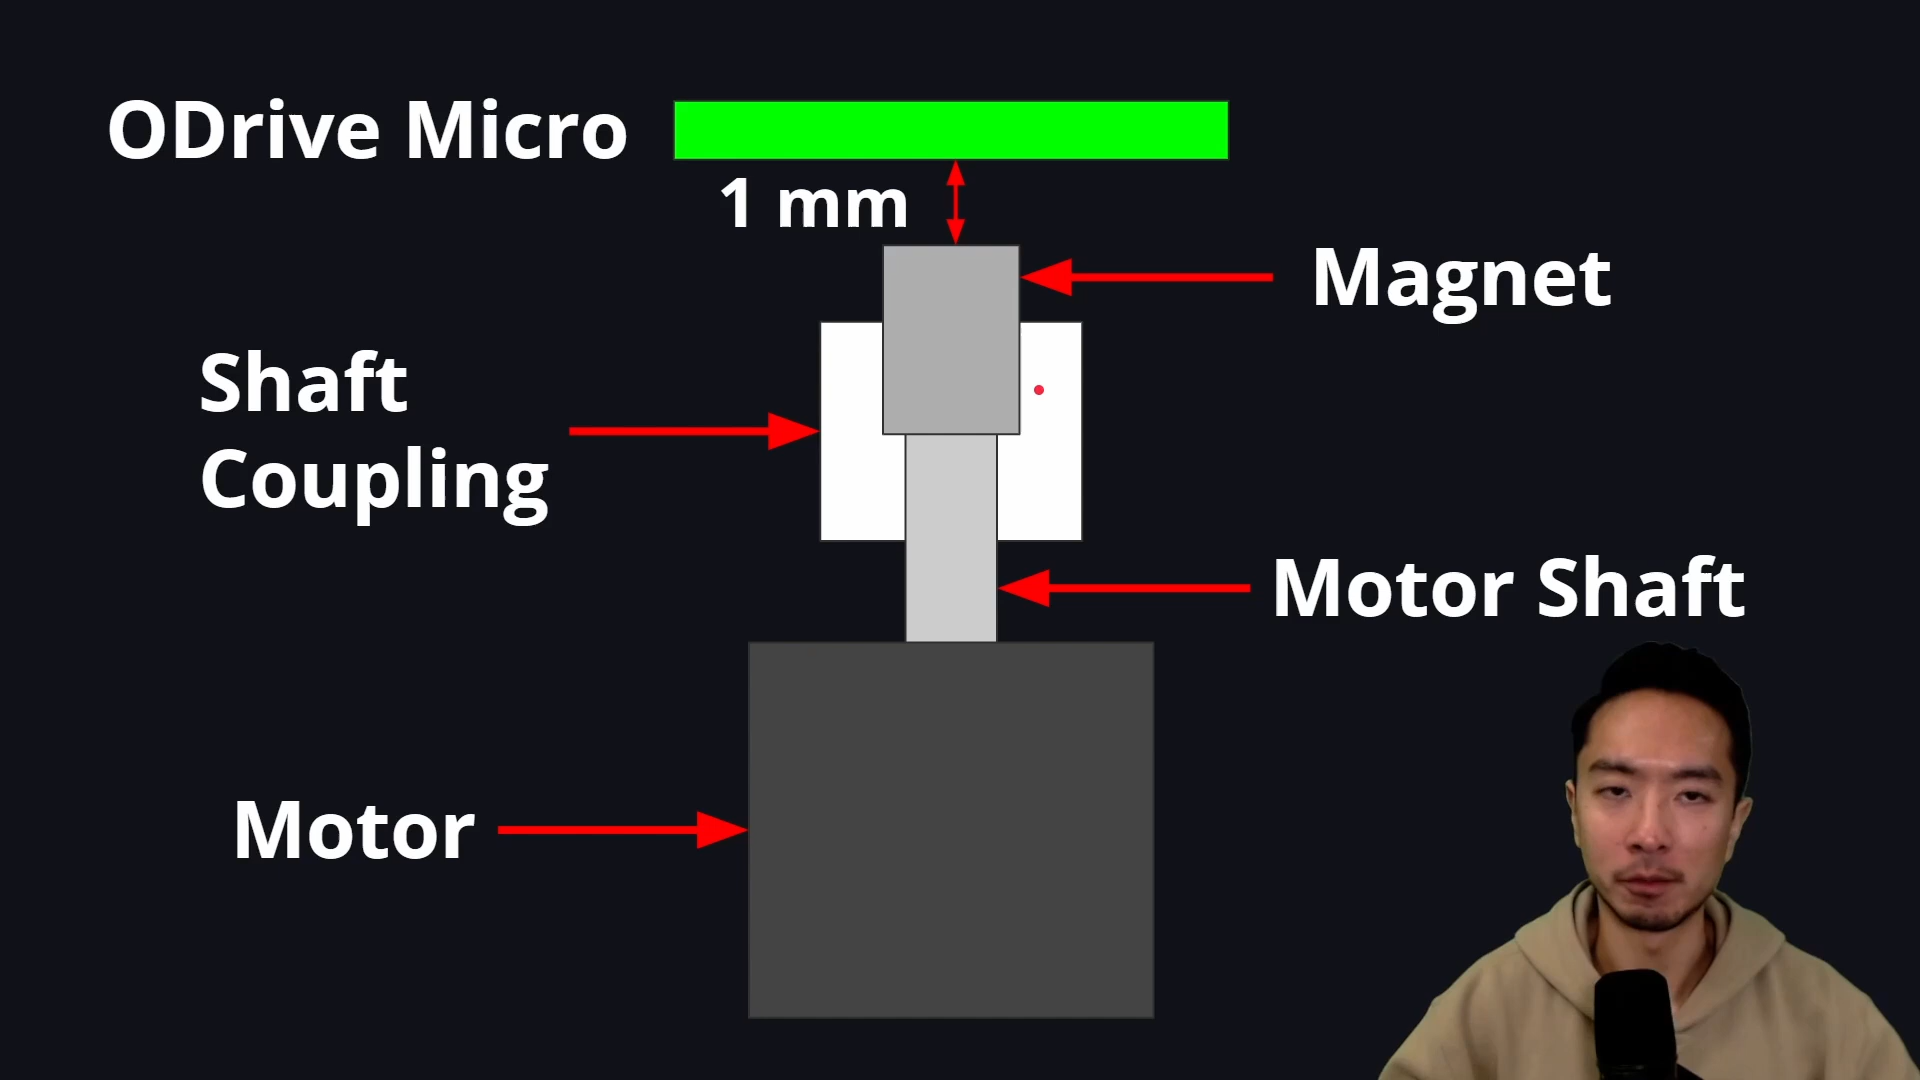 ODrive Micro
1 mm
Magnet
Shaft
Coupling
Motor Shaft
Motor